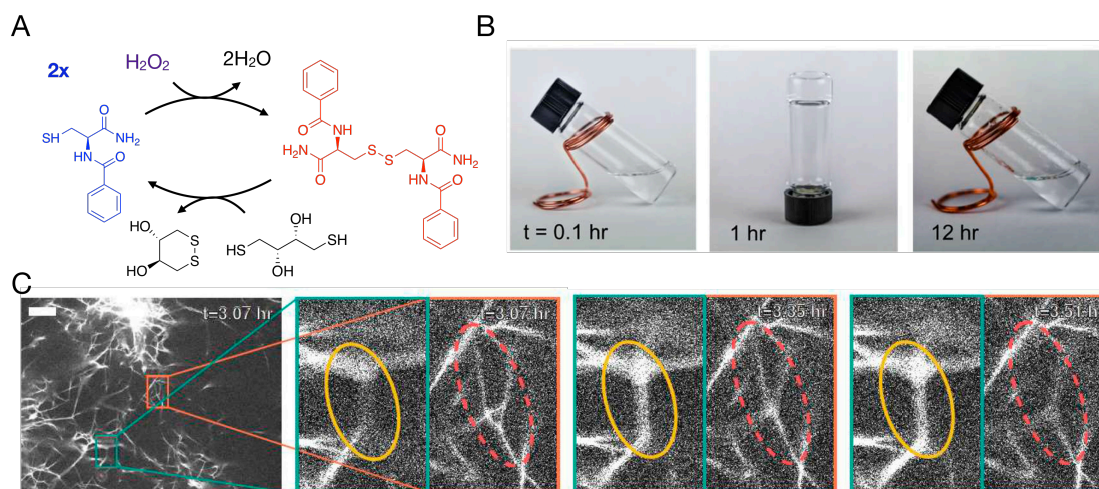 A
B
2x
H₂O₂
2H₂O
O
SH
NH₂
HN
O
O
NH
H₂N
O
S-S
O
NH₂
HN
O
HO
HO
S
S
OH
HS
SH
OH
t = 0.1 hr
1 hr
12 hr
C
t=3.07 hr
t=3.07 hr
t=3.35 hr
t=3.51 hr